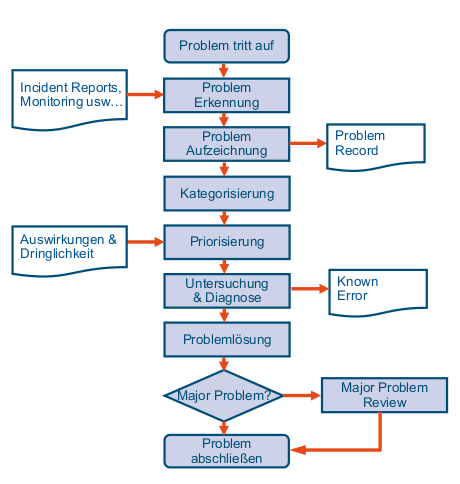 Problem tritt auf
Incident Reports,
Monitoring usw...
Problem
Erkennung
Problem
Aufzeichnung
Problem
Record
Kategorisierung
Auswirkungen &
Dringlichkeit
Priorisierung
Untersuchung
& Diagnose
Known
Error
Problemlösung
Major Problem?
Major Problem
Review
Problem
abschließen